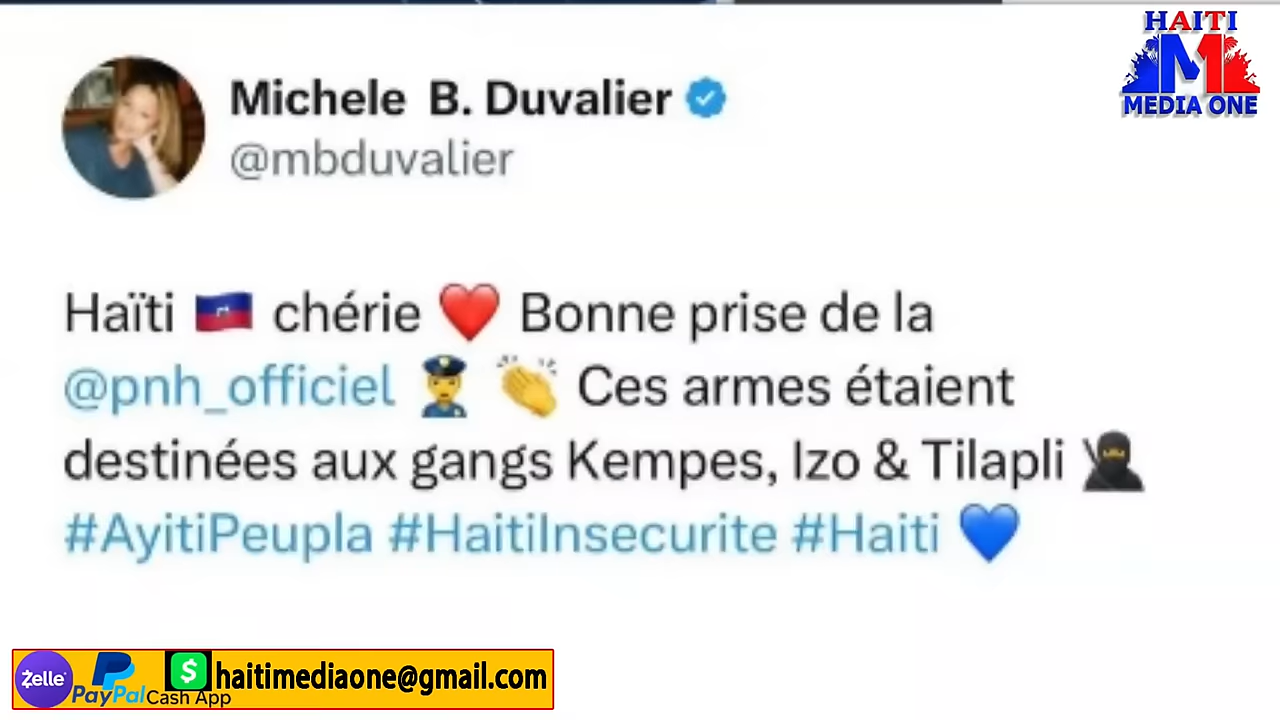 HAITI
M
MEDIA ONE
Michele B. Duvalier
@mbduvalier
Haïti 🇭🇹 chérie ❤️ Bonne prise de la
@pnh_officiel 👮 👏 Ces armes étaient
destinées aux gangs Kempes, Izo & Tilapli 🥷
#AyitiPeupla #HaitiInsecurite #Haiti 💙
Zelle
PayPal
$
Cash App
haitimediaone@gmail.com